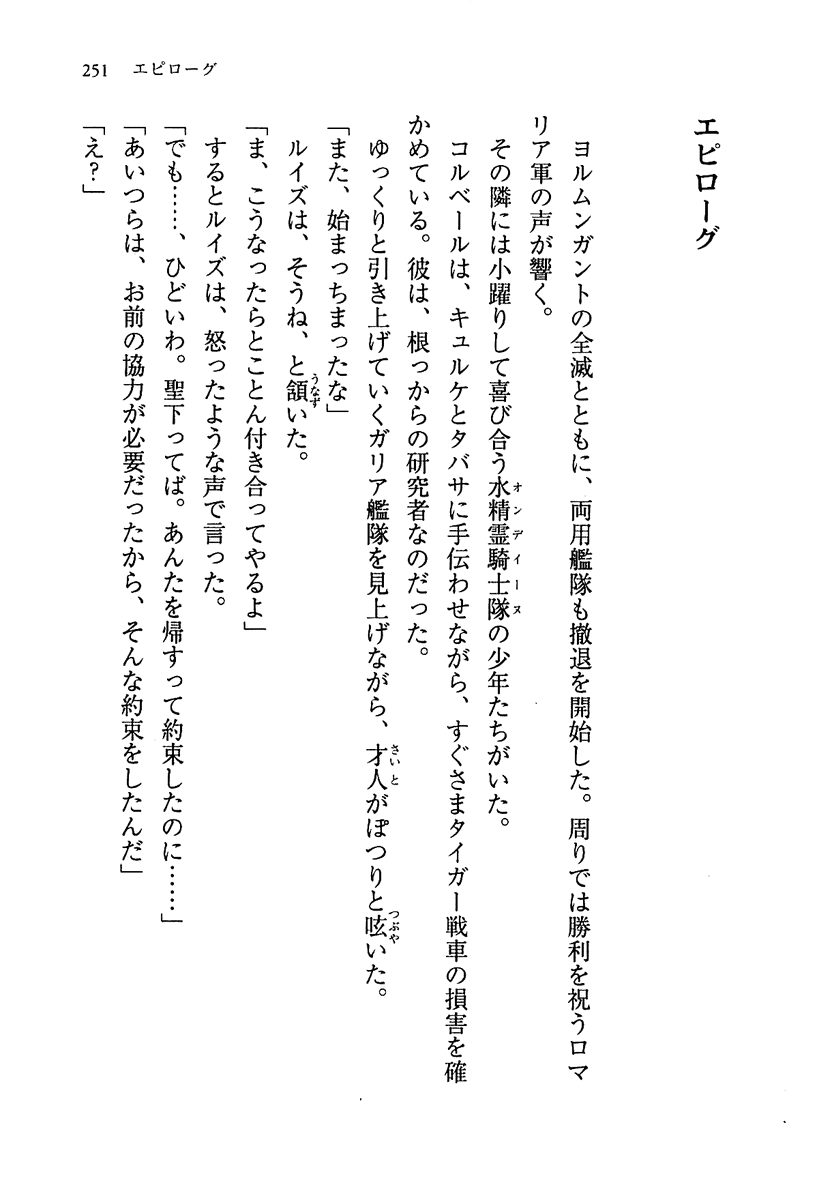 251 エピローグ
エピローグ
ヨルムンガントの全滅とともに、両用艦隊も撤退を開始した。周りでは勝利を祝うロマ
リア軍の声が響く。
その隣には小躍りして喜び合う水精霊騎士隊の少年たちがいた。
オンディーヌ
コルベールは、キュルケとタバサに手伝わせながら、すぐさまタイガー戦車の損害を確
かめている。彼は、根っからの研究者なのだった。
ゆっくりと引き上げていくガリア艦隊を見上げながら、才人がぽつりと呟いた。
さいと
つぶや
「また、始まっちまったな」
ルイズは、そうね、と頷いた。
うなず
「ま、こうなったらとことん付き合ってやるよ」
するとルイズは、怒ったような声で言った。
「でも……、ひどいわ。聖下ってば。あんたを帰すって約束したのに……」
「あいつらは、お前の協力が必要だったから、そんな約束をしたんだ」
「え？」